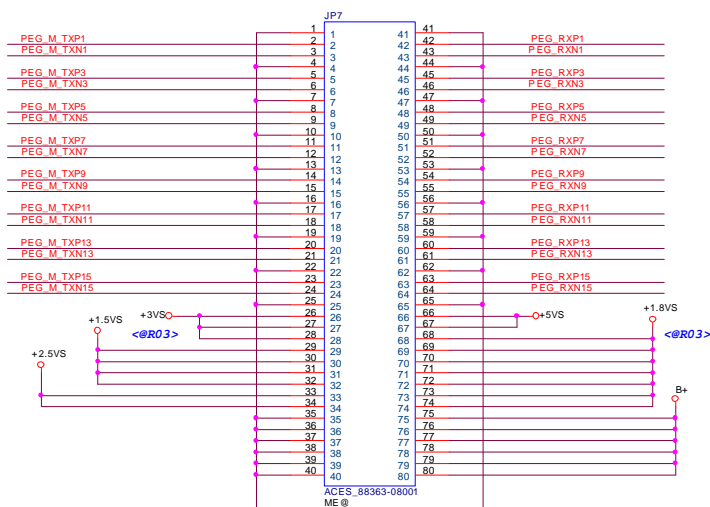 JP7
1 1 41 41
PEG_M_TXP1 2 2 42 42 PEG_RXP1
PEG_M_TXN1 3 3 43 43 PEG_RXN1
4 4 44 44
PEG_M_TXP3 5 5 45 45 PEG_RXP3
PEG_M_TXN3 6 6 46 46 PEG_RXN3
7 7 47 47
PEG_M_TXP5 8 8 48 48 PEG_RXP5
PEG_M_TXN5 9 9 49 49 PEG_RXN5
10 10 50 50
PEG_M_TXP7 11 11 51 51 PEG_RXP7
PEG_M_TXN7 12 12 52 52 PEG_RXN7
13 13 53 53
PEG_M_TXP9 14 14 54 54 PEG_RXP9
PEG_M_TXN9 15 15 55 55 PEG_RXN9
16 16 56 56
PEG_M_TXP11 17 17 57 57 PEG_RXP11
PEG_M_TXN11 18 18 58 58 PEG_RXN11
19 19 59 59
PEG_M_TXP13 20 20 60 60 PEG_RXP13
PEG_M_TXN13 21 21 61 61 PEG_RXN13
22 22 62 62
PEG_M_TXP15 23 23 63 63 PEG_RXP15
PEG_M_TXN15 24 24 64 64 PEG_RXN15
25 25 65 65
+3VS 26 26 66 66 +5VS +1.8VS
+1.5VS 27 27 67 67
<@R03> 28 28 68 68 <@R03>
29 29 69 69
+2.5VS 30 30 70 70
31 31 71 71
32 32 72 72
33 33 73 73 B+
34 34 74 74
35 35 75 75
36 36 76 76
37 37 77 77
38 38 78 78
39 39 79 79
40 40 80 80
ACES_88363-08001
ME@